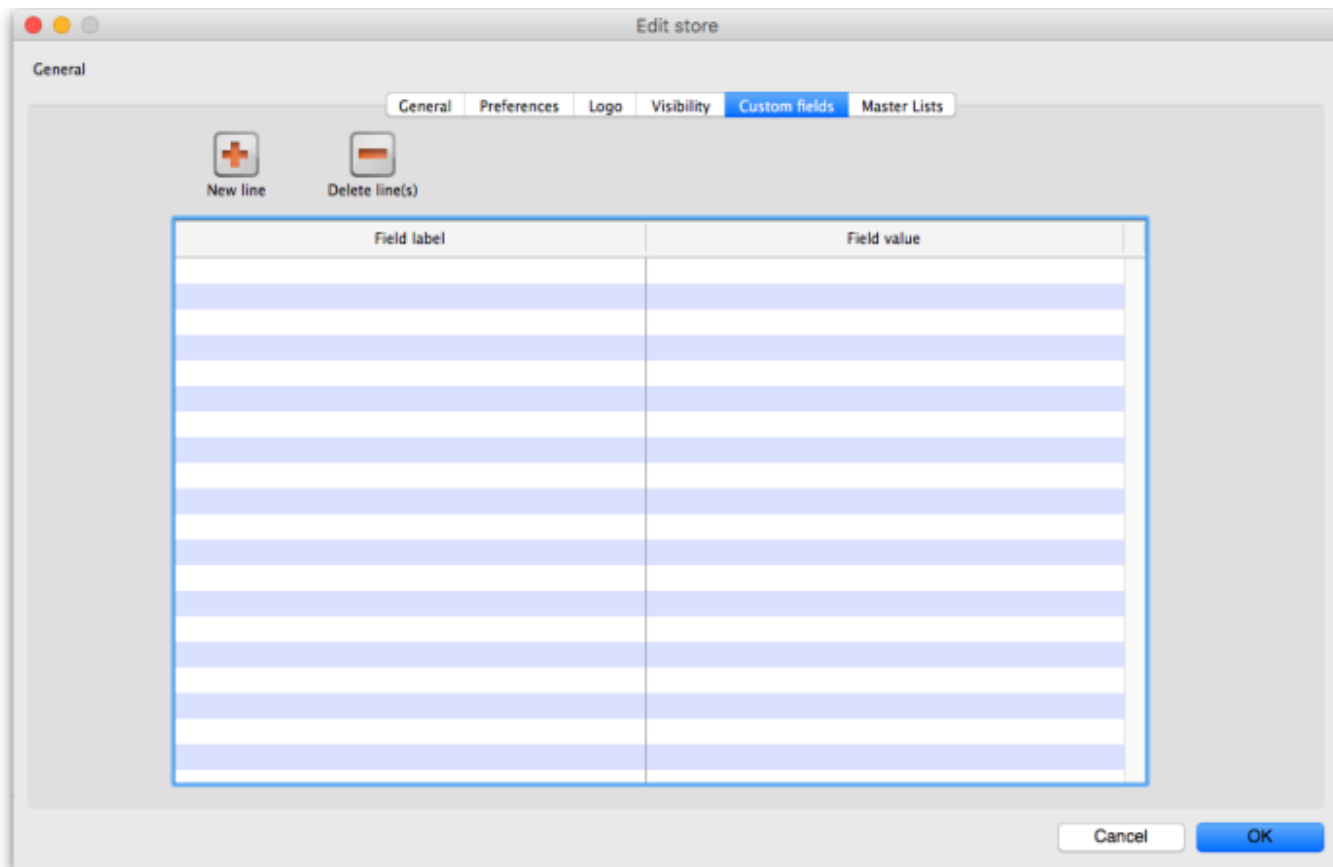 Edit store
General
General Preferences Logo Visibility Custom fields Master Lists
New line Delete line(s)
Field label Field value
Cancel OK